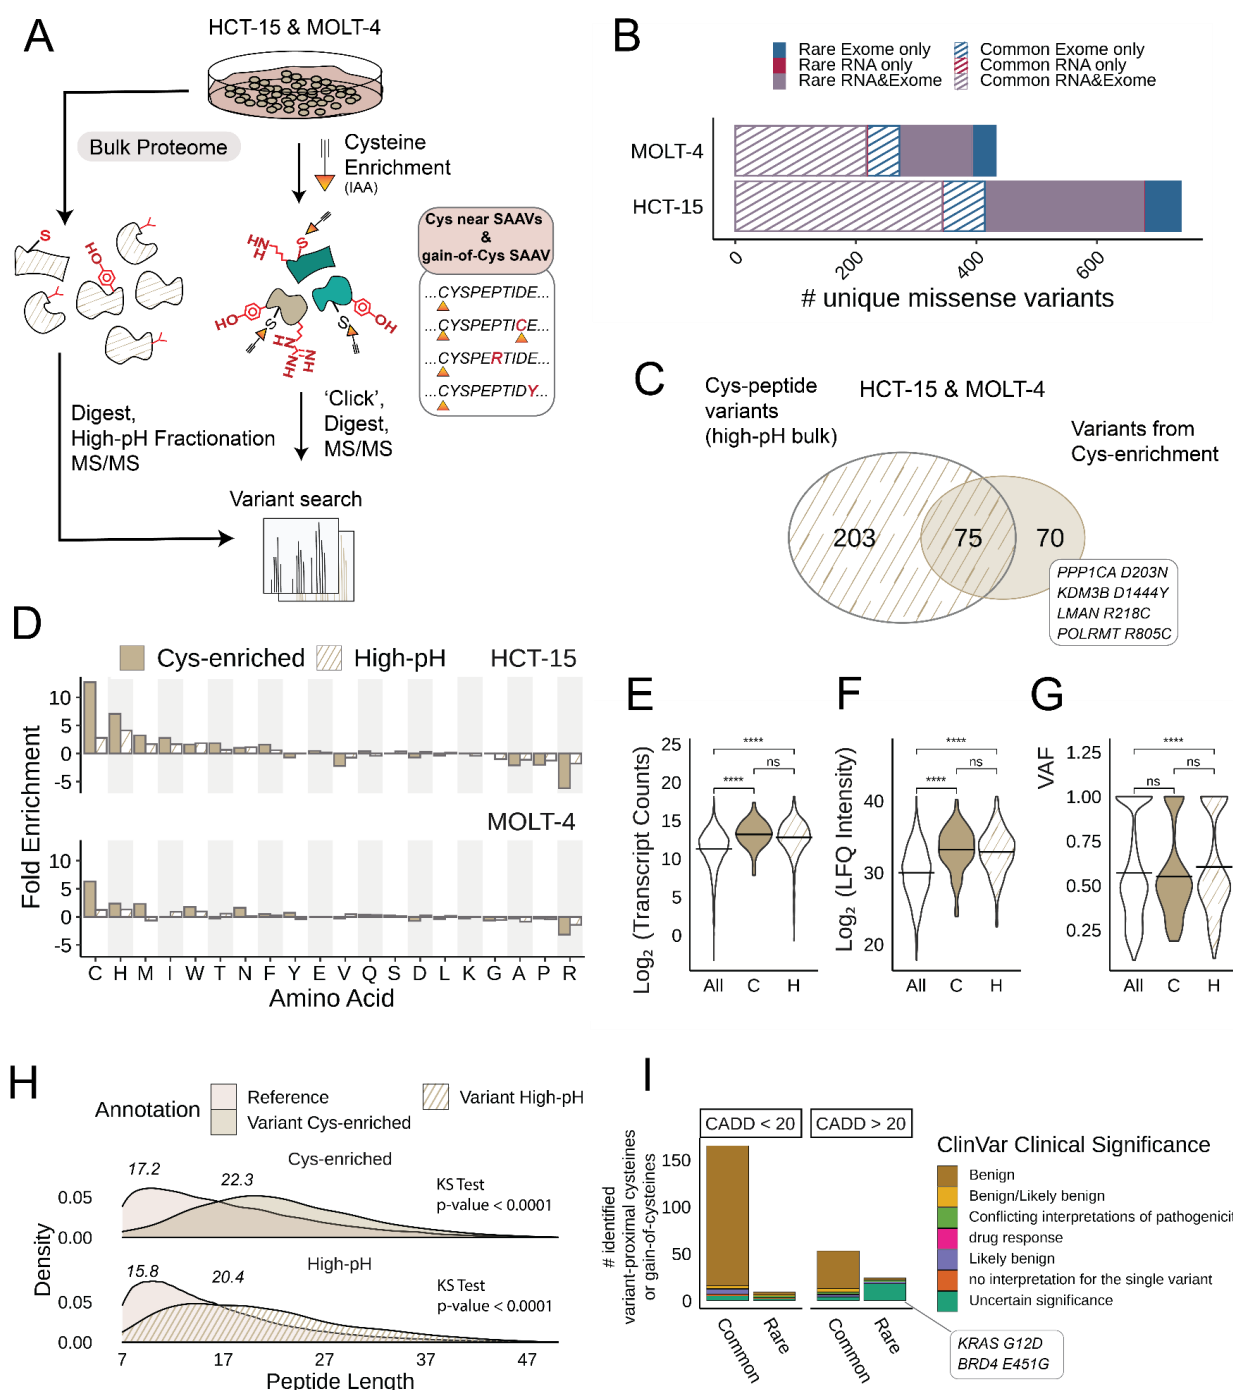 A
HCT-15 & MOLT-4
Bulk Proteome
Cysteine
Enrichment
(IAA)
S
HO
HN
H
S
HO
S
S
OH
HN
NH
H
Cys near SAAVs
&
gain-of-Cys SAAV
...CYSPEPTIDE...
...CYSPEPTICE...
...CYSPERTIDE...
...CYSPEPTIDY...
Digest,
High-pH Fractionation
MS/MS
'Click',
Digest,
MS/MS
Variant search
B
Rare Exome only
Rare RNA only
Rare RNA&Exome
Common Exome only
Common RNA only
Common RNA&Exome
MOLT-4
HCT-15
0
200
400
600
# unique missense variants
C
Cys-peptide
variants
(high-pH bulk)
HCT-15 & MOLT-4
Variants from
Cys-enrichment
203
75
70
PPP1CA D203N
KDM3B D1444Y
LMAN R218C
POLRMT R805C
D
Cys-enriched
High-pH
HCT-15
10
5
0
-5
MOLT-4
10
5
0
-5
Fold Enrichment
C H M I W T N F Y E V Q S D L K G A P R
Amino Acid
E
Log₂ (Transcript Counts)
25
20
15
10
5
0
****
****
ns
All C H
F
Log₂ (LFQ Intensity)
40
30
20
****
****
ns
All C H
G
VAF
1.25
1.00
0.75
0.50
0.25
****
ns
ns
All C H
H
Annotation
Reference
Variant Cys-enriched
Variant High-pH
Cys-enriched
17.2
22.3
KS Test
p-value < 0.0001
0.05
0.00
High-pH
15.8
20.4
KS Test
p-value < 0.0001
0.05
0.00
Density
7
17
27
37
47
Peptide Length
I
CADD < 20
CADD > 20
# identified
variant-proximal cysteines
or gain-of-cysteines
150
100
50
0
Common
Rare
Common
Rare
ClinVar Clinical Significance
Benign
Benign/Likely benign
Conflicting interpretations of pathogenicit
drug response
Likely benign
no interpretation for the single variant
Uncertain significance
KRAS G12D
BRD4 E451G